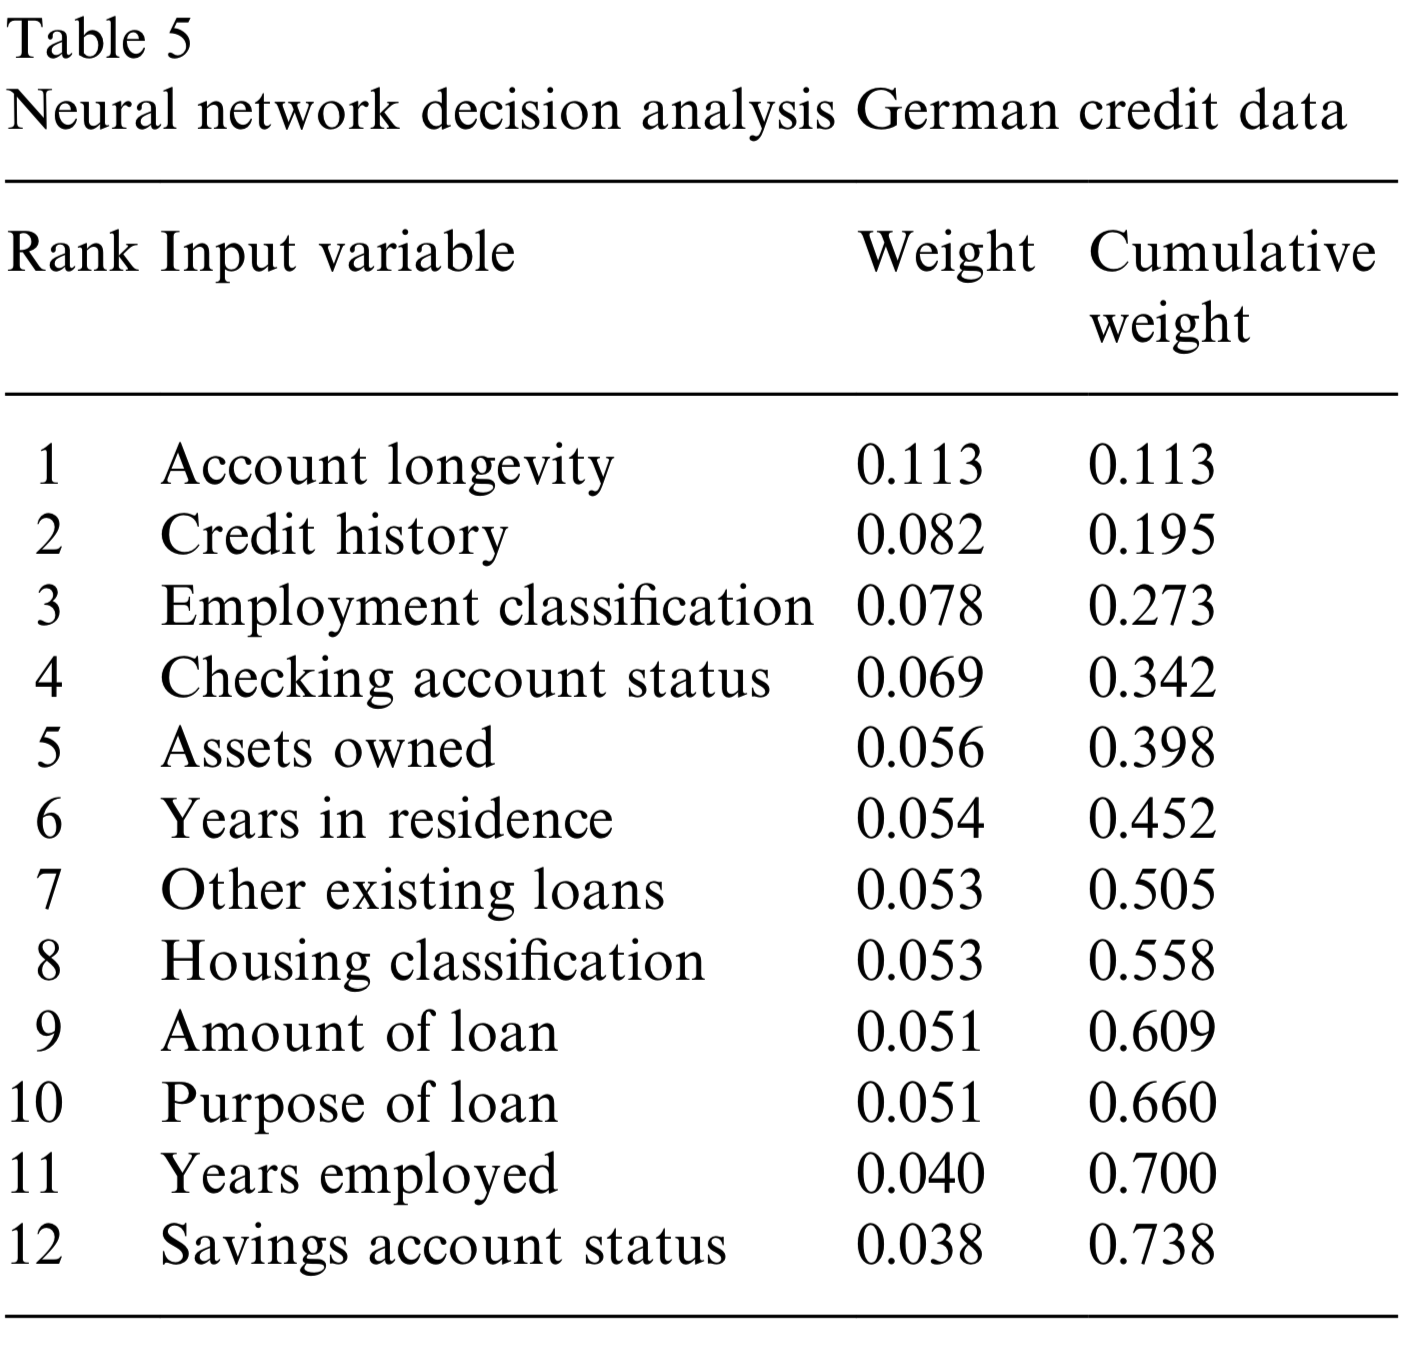 Table 5
Neural network decision analysis German credit data
Rank Input variable Weight Cumulative
weight
1 Account longevity 0.113 0.113
2 Credit history 0.082 0.195
3 Employment classification 0.078 0.273
4 Checking account status 0.069 0.342
5 Assets owned 0.056 0.398
6 Years in residence 0.054 0.452
7 Other existing loans 0.053 0.505
8 Housing classification 0.053 0.558
9 Amount of loan 0.051 0.609
10 Purpose of loan 0.051 0.660
11 Years employed 0.040 0.700
12 Savings account status 0.038 0.738